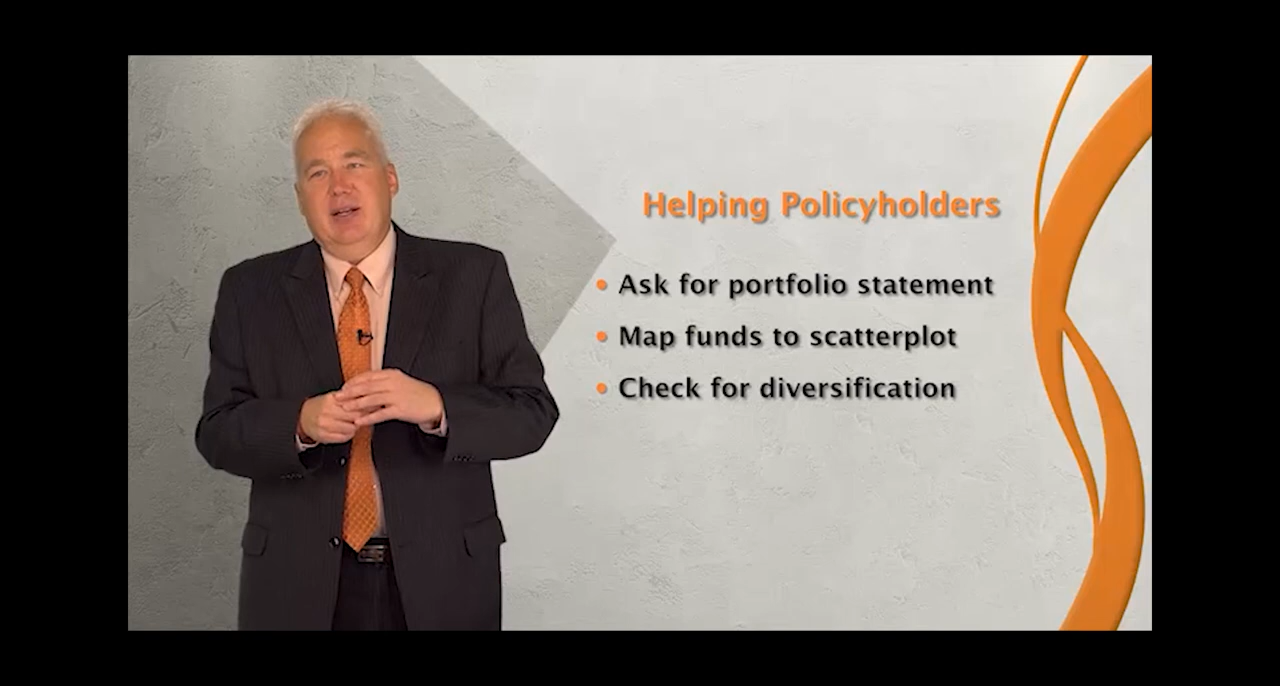 Helping Policyholders
• Ask for portfolio statement
• Map funds to scatterplot
• Check for diversification